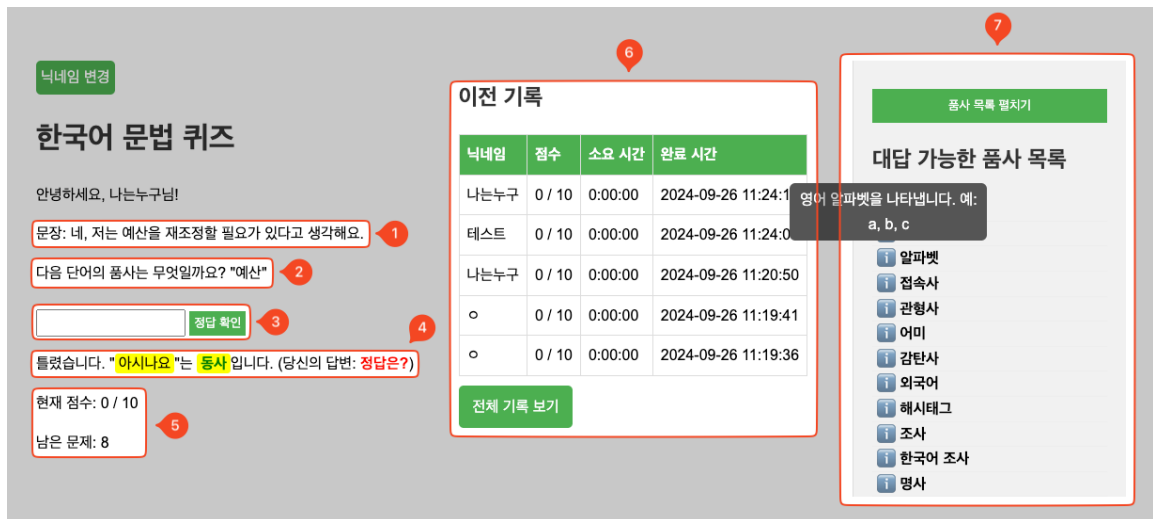 닉네임 변경
한국어 문법 퀴즈
안녕하세요, 나는누구님!
문장: 네, 저는 예산을 재조정할 필요가 있다고 생각해요.
1
다음 단어의 품사는 무엇일까요? "예산"
2
정답 확인
3
4
틀렸습니다. "아시나요"는 동사입니다. (당신의 답변: 정답은?)
현재 점수: 0 / 10
남은 문제: 8
5
6
이전 기록
닉네임 점수 소요 시간 완료 시간
나는누구 0 / 10 0:00:00 2024-09-26 11:24:1
테스트 0 / 10 0:00:00 2024-09-26 11:24:0
나는누구 0 / 10 0:00:00 2024-09-26 11:20:50
ㅇ 0 / 10 0:00:00 2024-09-26 11:19:41
ㅇ 0 / 10 0:00:00 2024-09-26 11:19:36
전체 기록 보기
7
품사 목록 펼치기
대답 가능한 품사 목록
영어 알파벳을 나타냅니다. 예:
a, b, c
i 알파벳
i 접속사
i 관형사
i 어미
i 감탄사
i 외국어
i 해시태그
i 조사
i 한국어 조사
i 명사